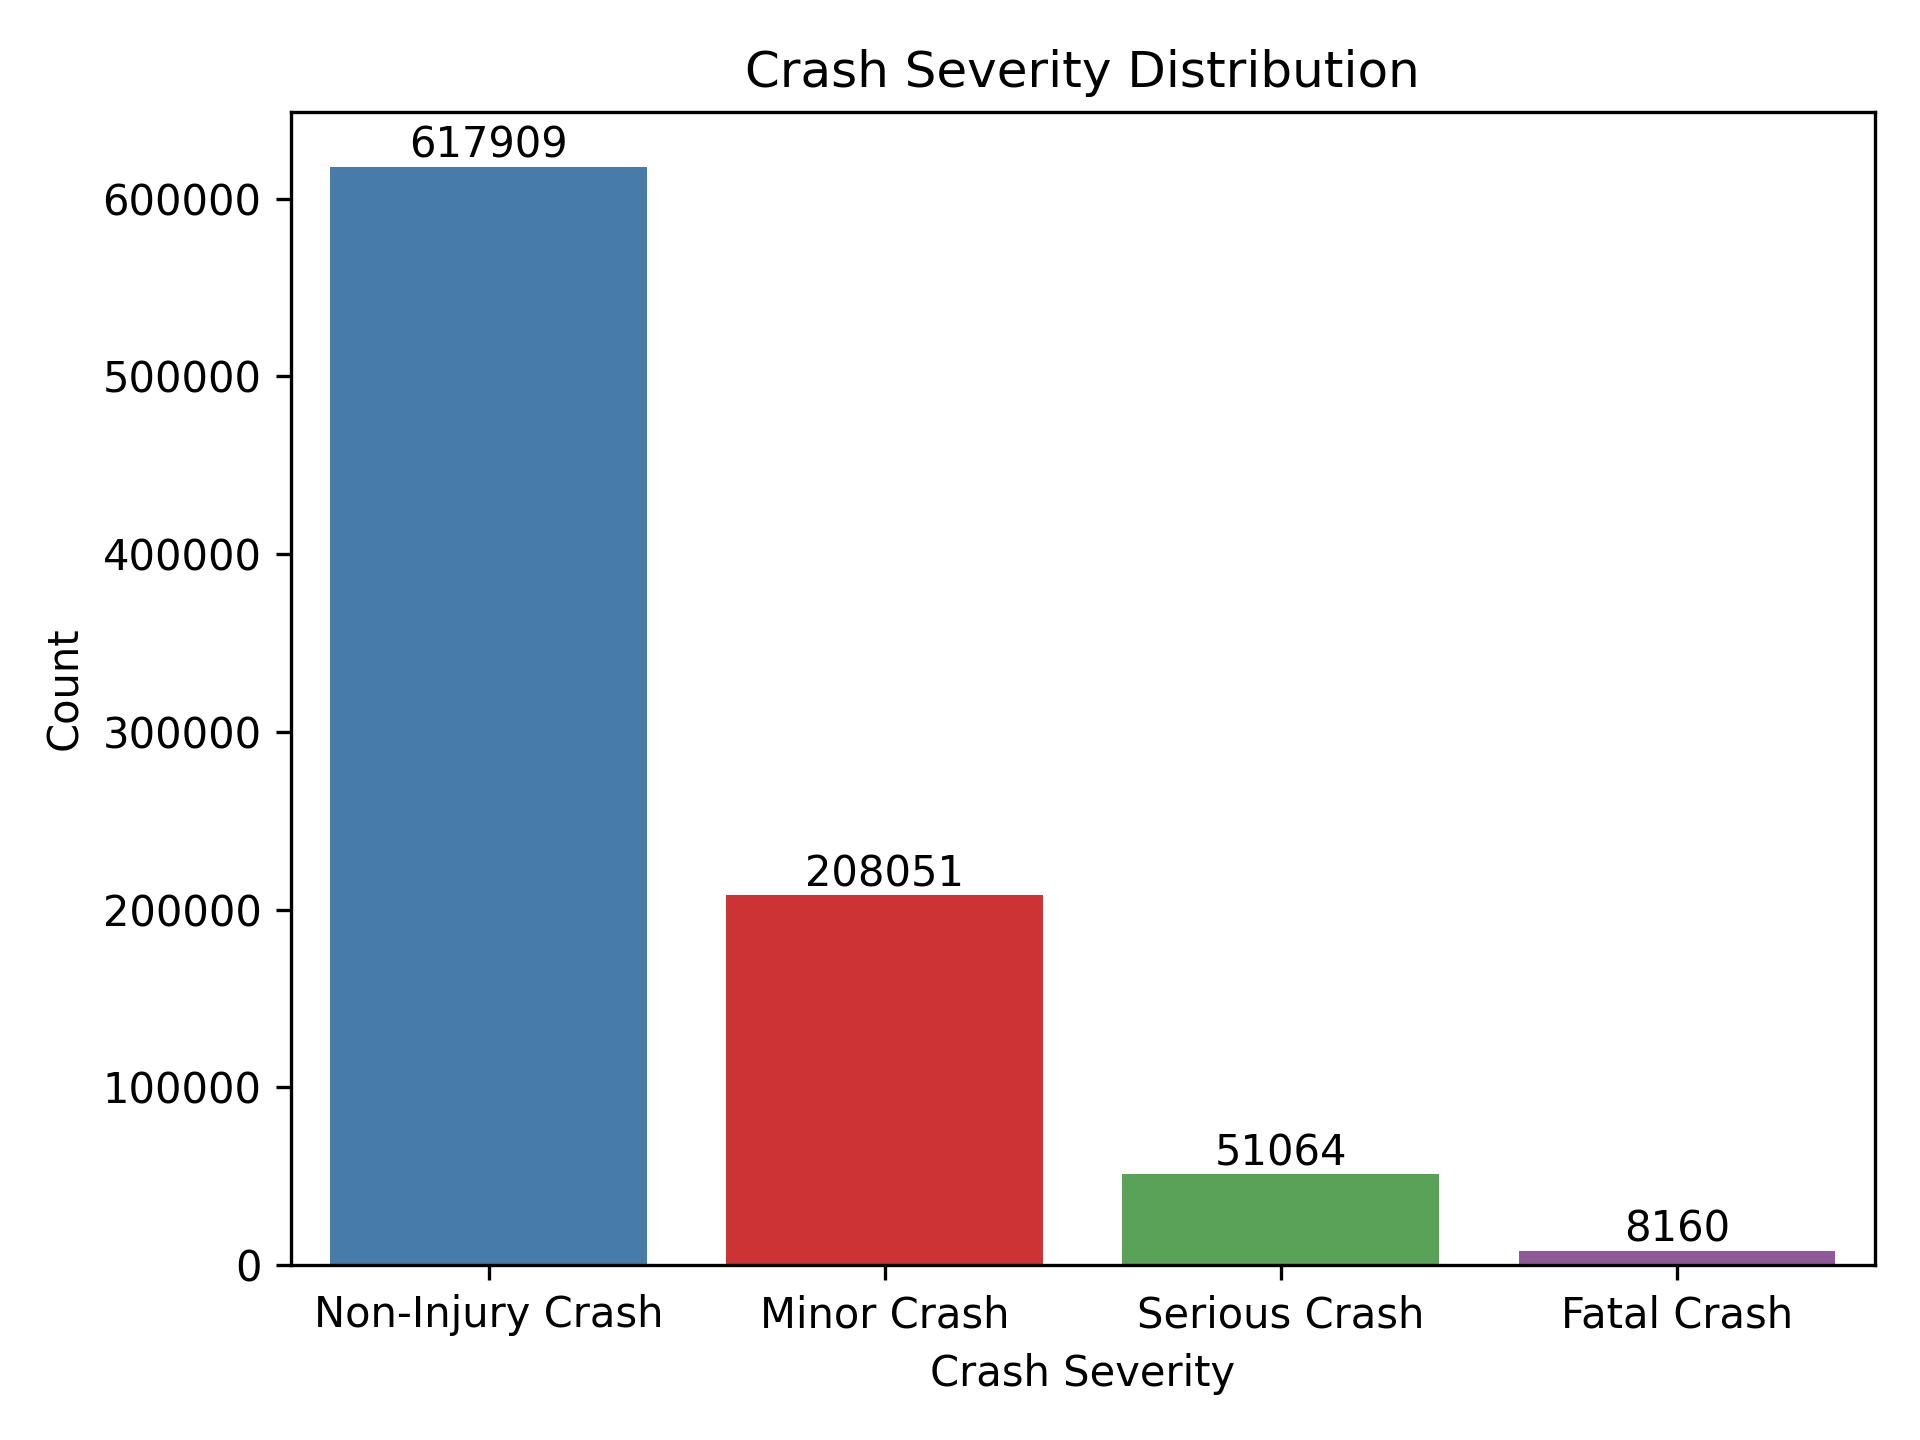 Crash Severity Distribution
617909
600000
500000
400000
300000
208051
200000
100000
51064
8160
0
Count
Non-Injury Crash
Minor Crash
Serious Crash
Fatal Crash
Crash Severity